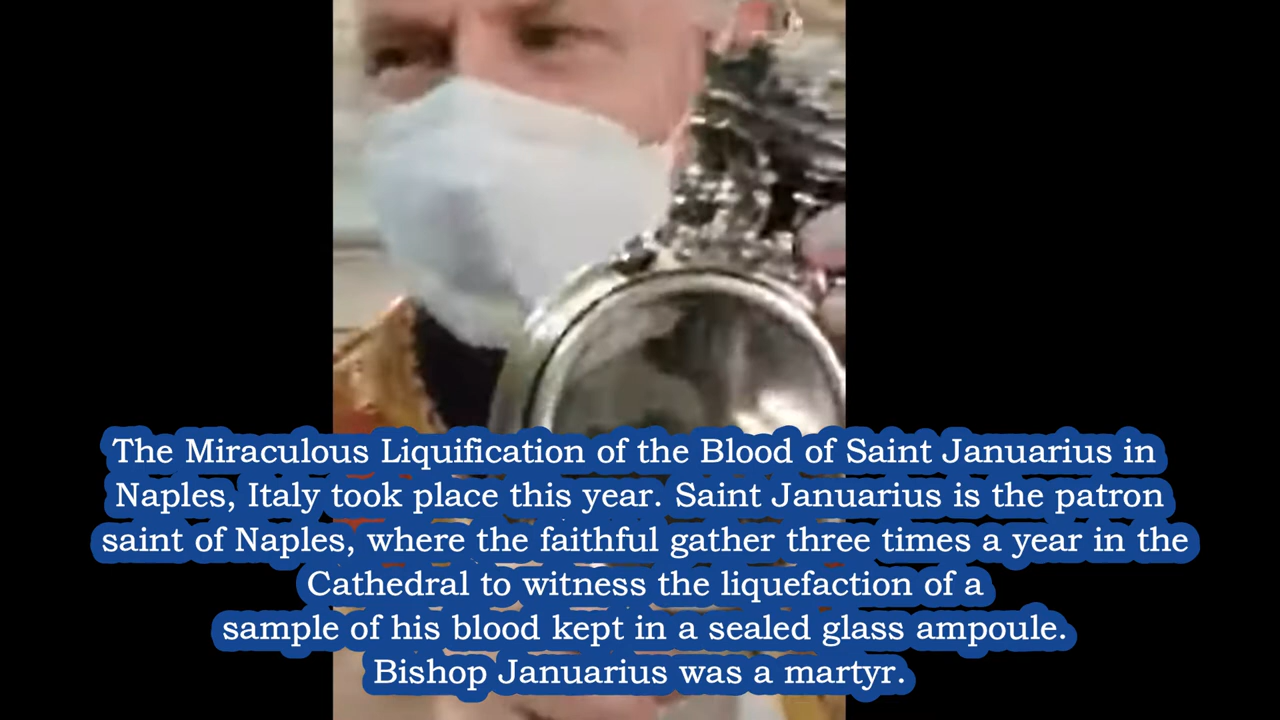 The Miraculous Liquification of the Blood of Saint Januarius in
Naples, Italy took place this year. Saint Januarius is the patron
saint of Naples, where the faithful gather three times a year in the
Cathedral to witness the liquefaction of a
sample of his blood kept in a sealed glass ampoule.
Bishop Januarius was a martyr.